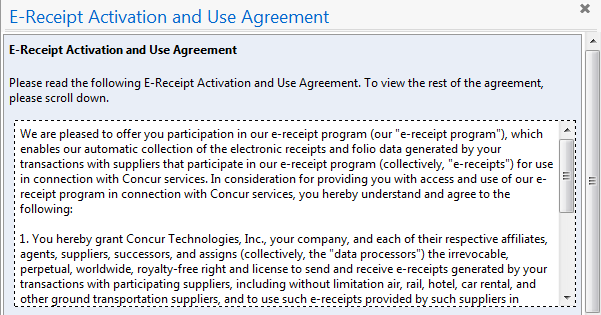 E-Receipt Activation and Use Agreement
E-Receipt Activation and Use Agreement
Please read the following E-Receipt Activation and Use Agreement. To view the rest of the agreement,
please scroll down.
We are pleased to offer you participation in our e-receipt program (our "e-receipt program"), which
enables our automatic collection of the electronic receipts and folio data generated by your
transactions with suppliers that participate in our e-receipt program (collectively, "e-receipts") for use
in connection with Concur services. In consideration for providing you with access and use of our e-
receipt program in connection with Concur services, you hereby understand and agree to the
following:
1. You hereby grant Concur Technologies, Inc., your company, and each of their respective affiliates,
agents, suppliers, successors, and assigns (collectively, the "data processors") the irrevocable,
perpetual, worldwide, royalty-free right and license to send and receive e-receipts generated by your
transactions with participating suppliers, including without limitation air, rail, hotel, car rental, and
other ground transportation suppliers, and to use such e-receipts provided by such suppliers in